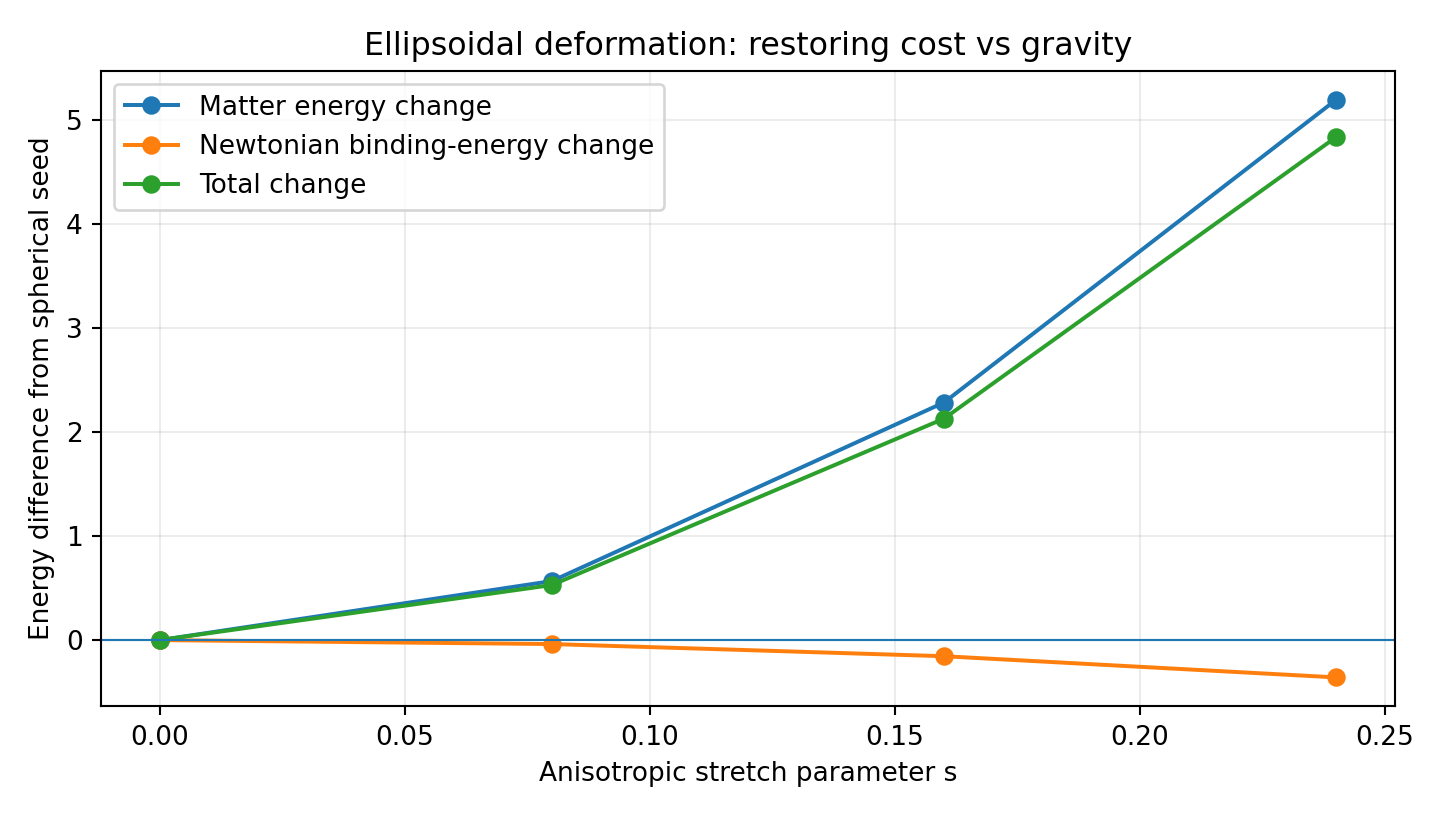 Ellipsoidal deformation: restoring cost vs gravity
Matter energy change
Newtonian binding-energy change
Total change
Energy difference from spherical seed
5
4
3
2
1
0
0.00 0.05 0.10 0.15 0.20 0.25
Anisotropic stretch parameter s